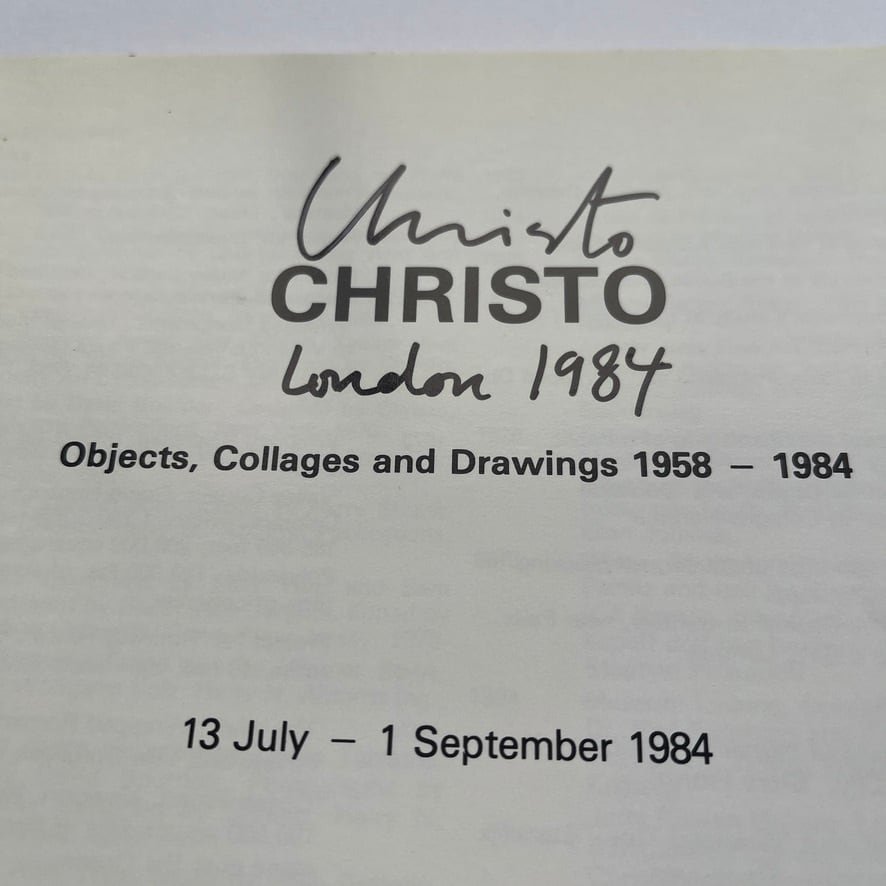 Christo
CHRISTO
London 1984
Objects, Collages and Drawings 1958 – 1984
13 July – 1 September 1984